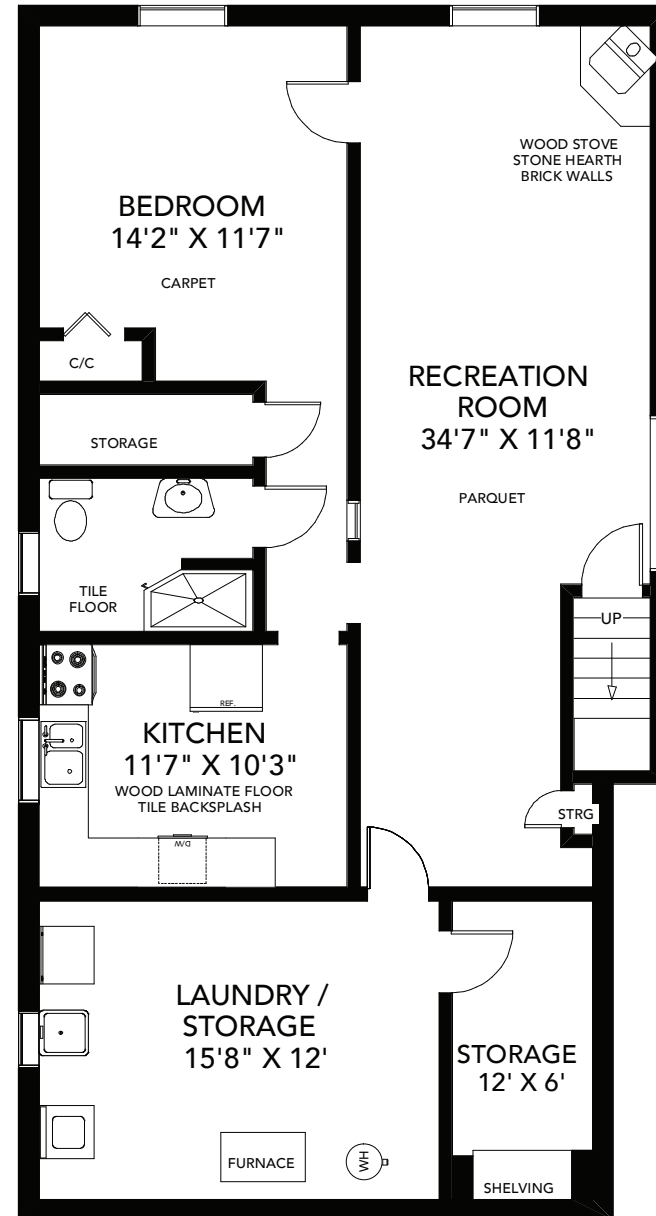 WOOD STOVE
STONE HEARTH
BRICK WALLS
BEDROOM
14'2" X 11'7"
CARPET
C/C
RECREATION
ROOM
34'7" X 11'8"
PARQUET
STORAGE
TILE
FLOOR
UP
REF.
KITCHEN
11'7" X 10'3"
WOOD LAMINATE FLOOR
TILE BACKSPLASH
D/W
STRG
LAUNDRY /
STORAGE
15'8" X 12'
STORAGE
12' X 6'
FURNACE
WH
SHELVING